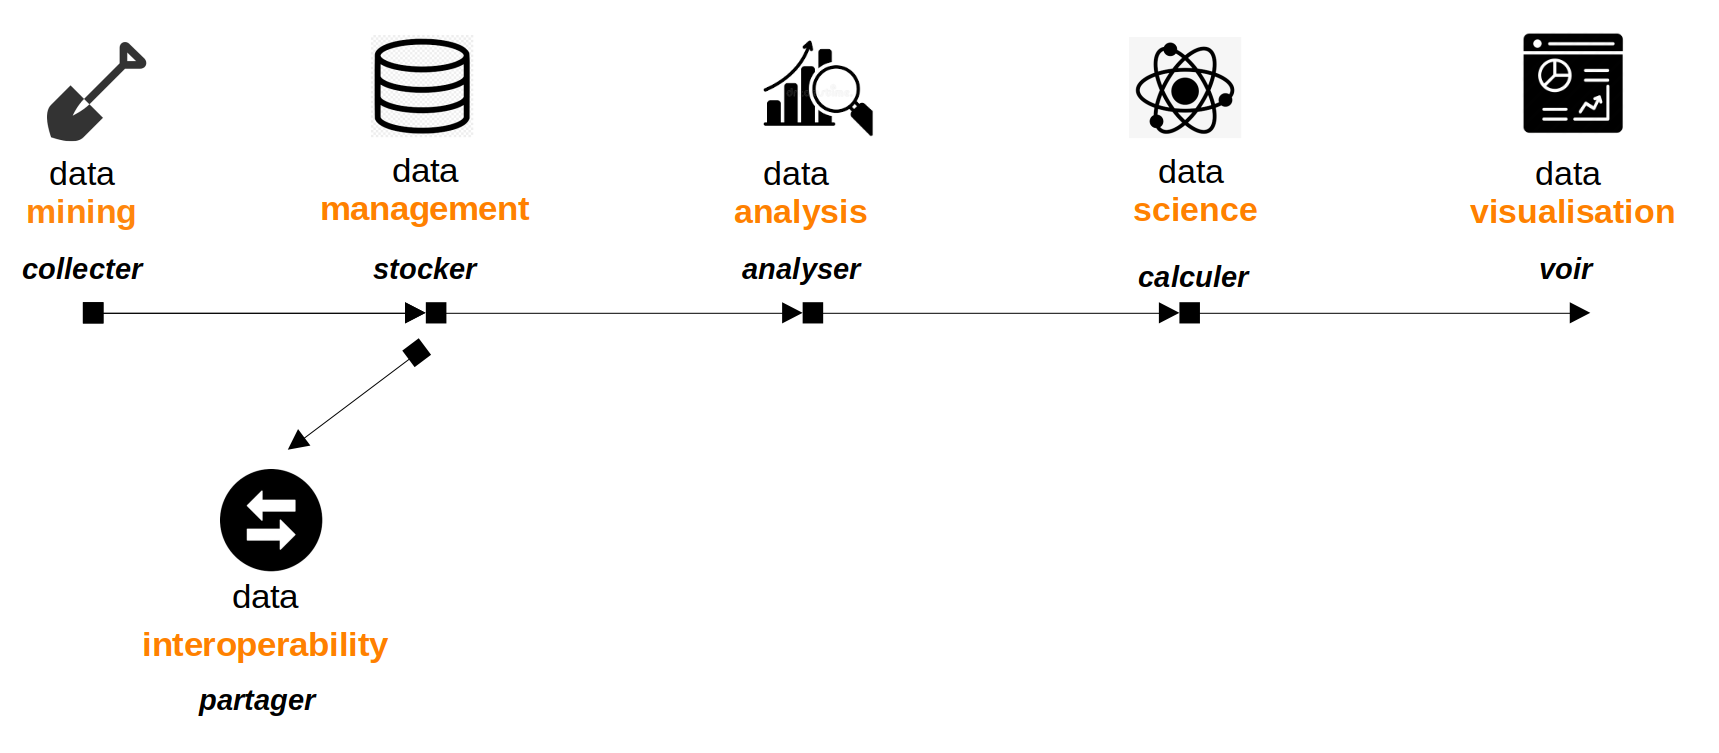 data
mining
collecter
data
management
stocker
data
analysis
analyser
data
science
calculer
data
visualisation
voir
data
interoperability
partager